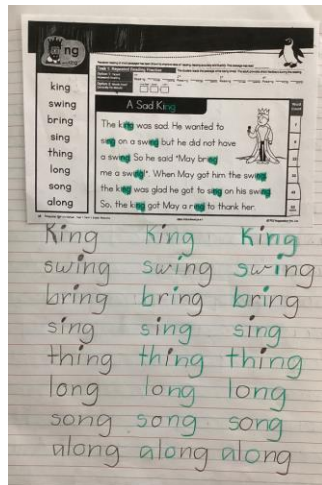 ng
king
swing
bring
sing
thing
long
song
along
A Sad King
The king was sad. He wanted to
sing on a swing but he did not have
a swing. So he said "May bring
me a swing". When May got him the swing
the king was glad he got to sing on his swing
So, the king got May a ring to thank her.
King King King
swing swing swing
bring bring bring
sing sing sing
thing thing thing
long long long
song song song
along along along